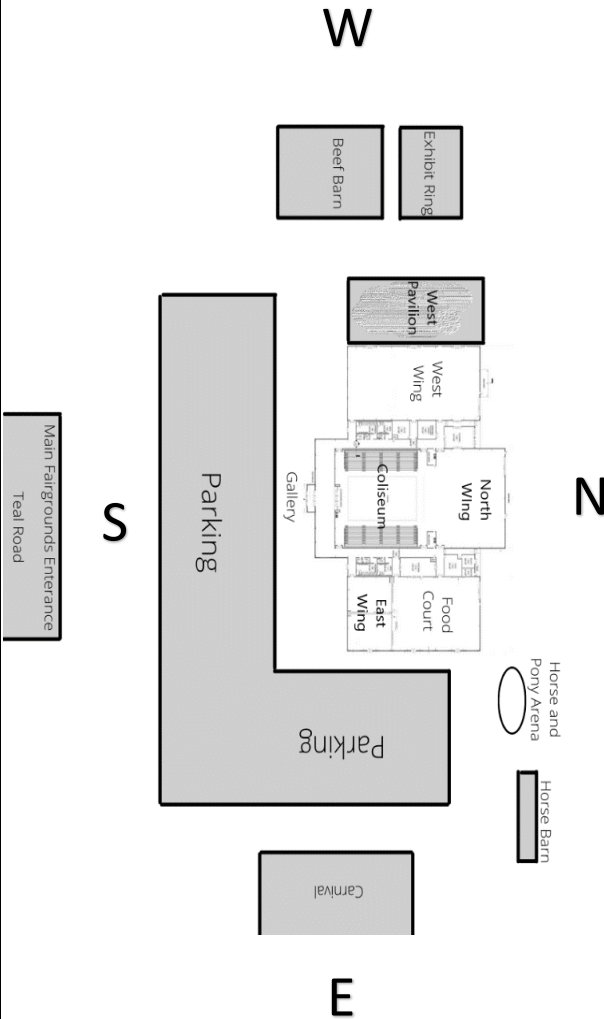 W
Beef Barn
Exhibit Ring
West
Pavilion
West
Wing
Main Fairgrounds Enterance
Teal Road
S
Parking
Gallery
Coliseum
North
WIng
N
East
Wing
Food
Court
Horse and
Pony Arena
Parking
Horse Barn
Carnival
E